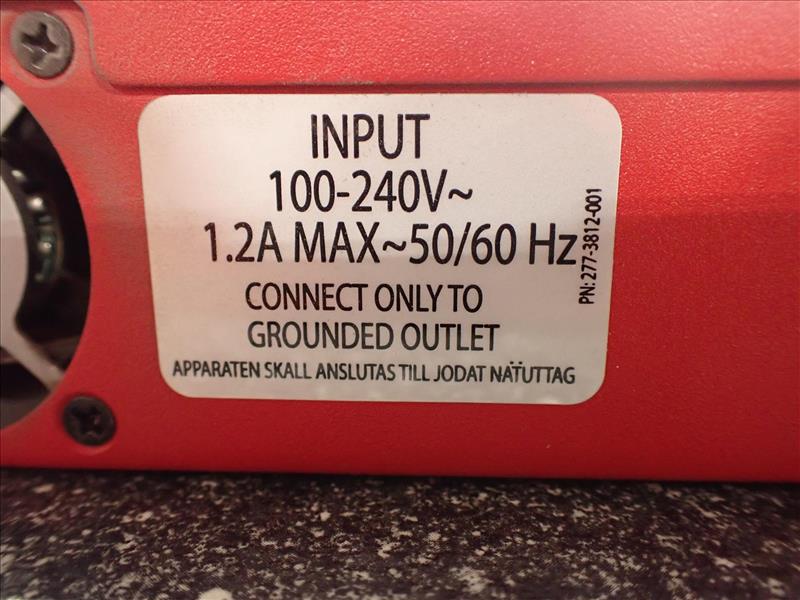 INPUT
100-240V~
1.2A MAX~50/60 Hz
CONNECT ONLY TO
GROUNDED OUTLET
APPARATEN SKALL ANSLUTAS TILL JODAT NÄTUTTAG
PN: 277-3812-001